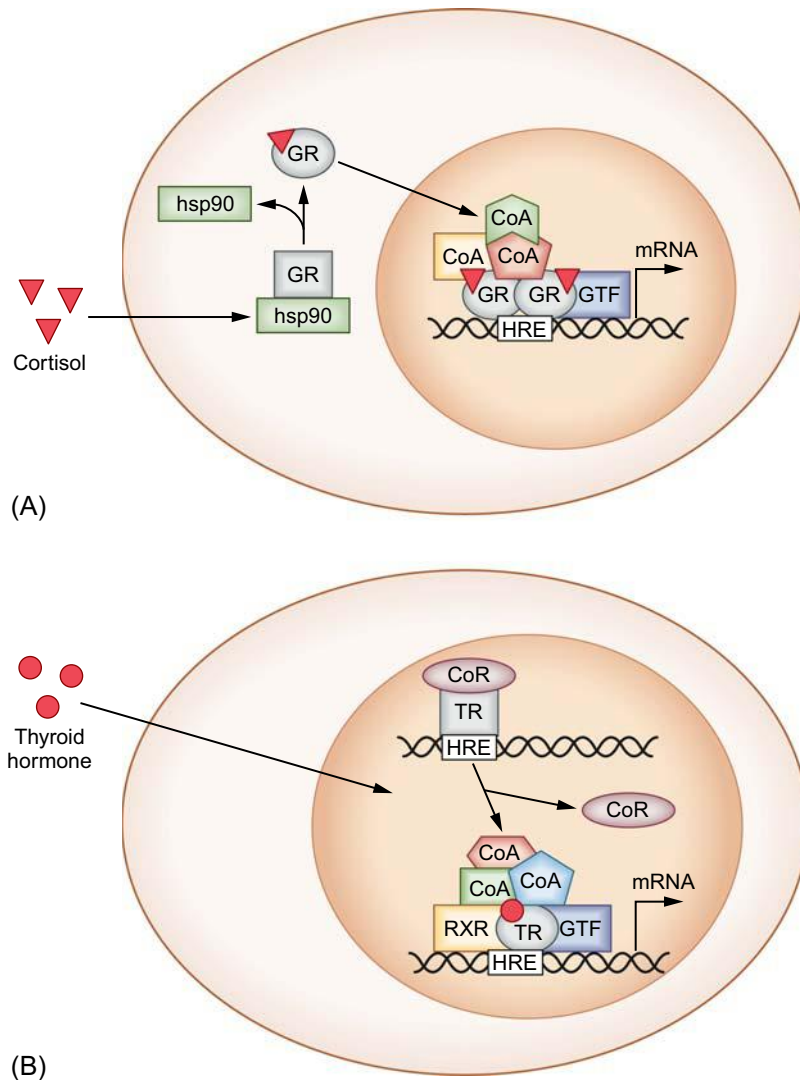 GR
hsp90
CoA
mRNA
CoA
CoA
GR
GR
GR
GTF
hsp90
HRE
Cortisol
(A)
CoR
TR
Thyroid
hormone
HRE
CoR
CoA
CoA
CoA
mRNA
RXR
TR
GTF
HRE
(B)